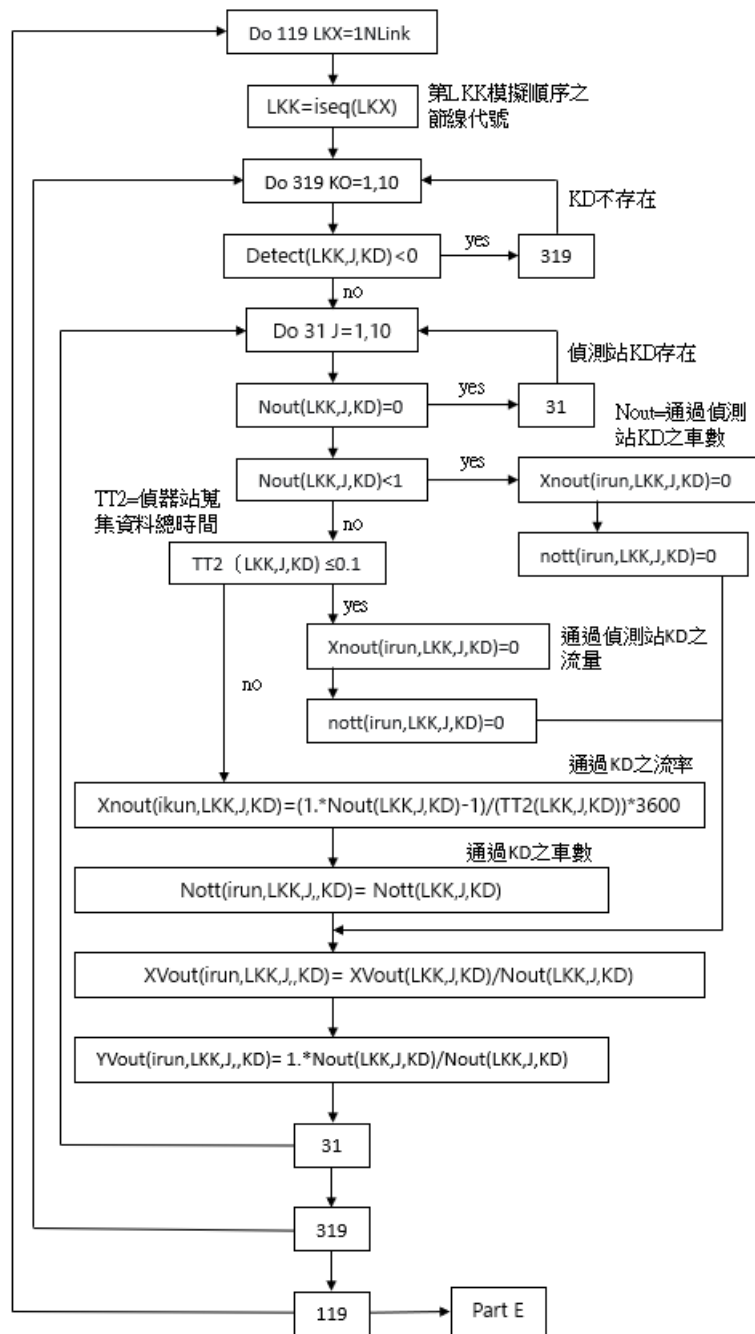 Do 119 LKX=1NLink
LKK=iseq(LKX)
第LKK模擬順序之
節線代號
Do 319 KO=1,10
KD不存在
Detect(LKK,J,KD)<0
yes
319
no
Do 31 J=1,10
偵測站KD存在
Nout(LKK,J,KD)=0
yes
31
Nout=通過偵測
站KD之車數
Nout(LKK,J,KD)<1
yes
Xnout(irun,LKK,J,KD)=0
TT2=偵器站蒐
集資料總時間
no
nott(irun,LKK,J,KD)=0
TT2〔LKK,J,KD) ≤0.1
yes
Xnout(irun,LKK,J,KD)=0
通過偵測站KD之
流量
no
nott(irun,LKK,J,KD)=0
通過KD之流率
Xnout(ikun,LKK,J,KD)=(1.*Nout(LKK,J,KD)-1)/(TT2(LKK,J,KD))*3600
通過KD之車數
Nott(irun,LKK,J,,KD)= Nott(LKK,J,KD)
XVout(irun,LKK,J,,KD)= XVout(LKK,J,KD)/Nout(LKK,J,KD)
YVout(irun,LKK,J,,KD)= 1.*Nout(LKK,J,KD)/Nout(LKK,J,KD)
31
319
119
Part E